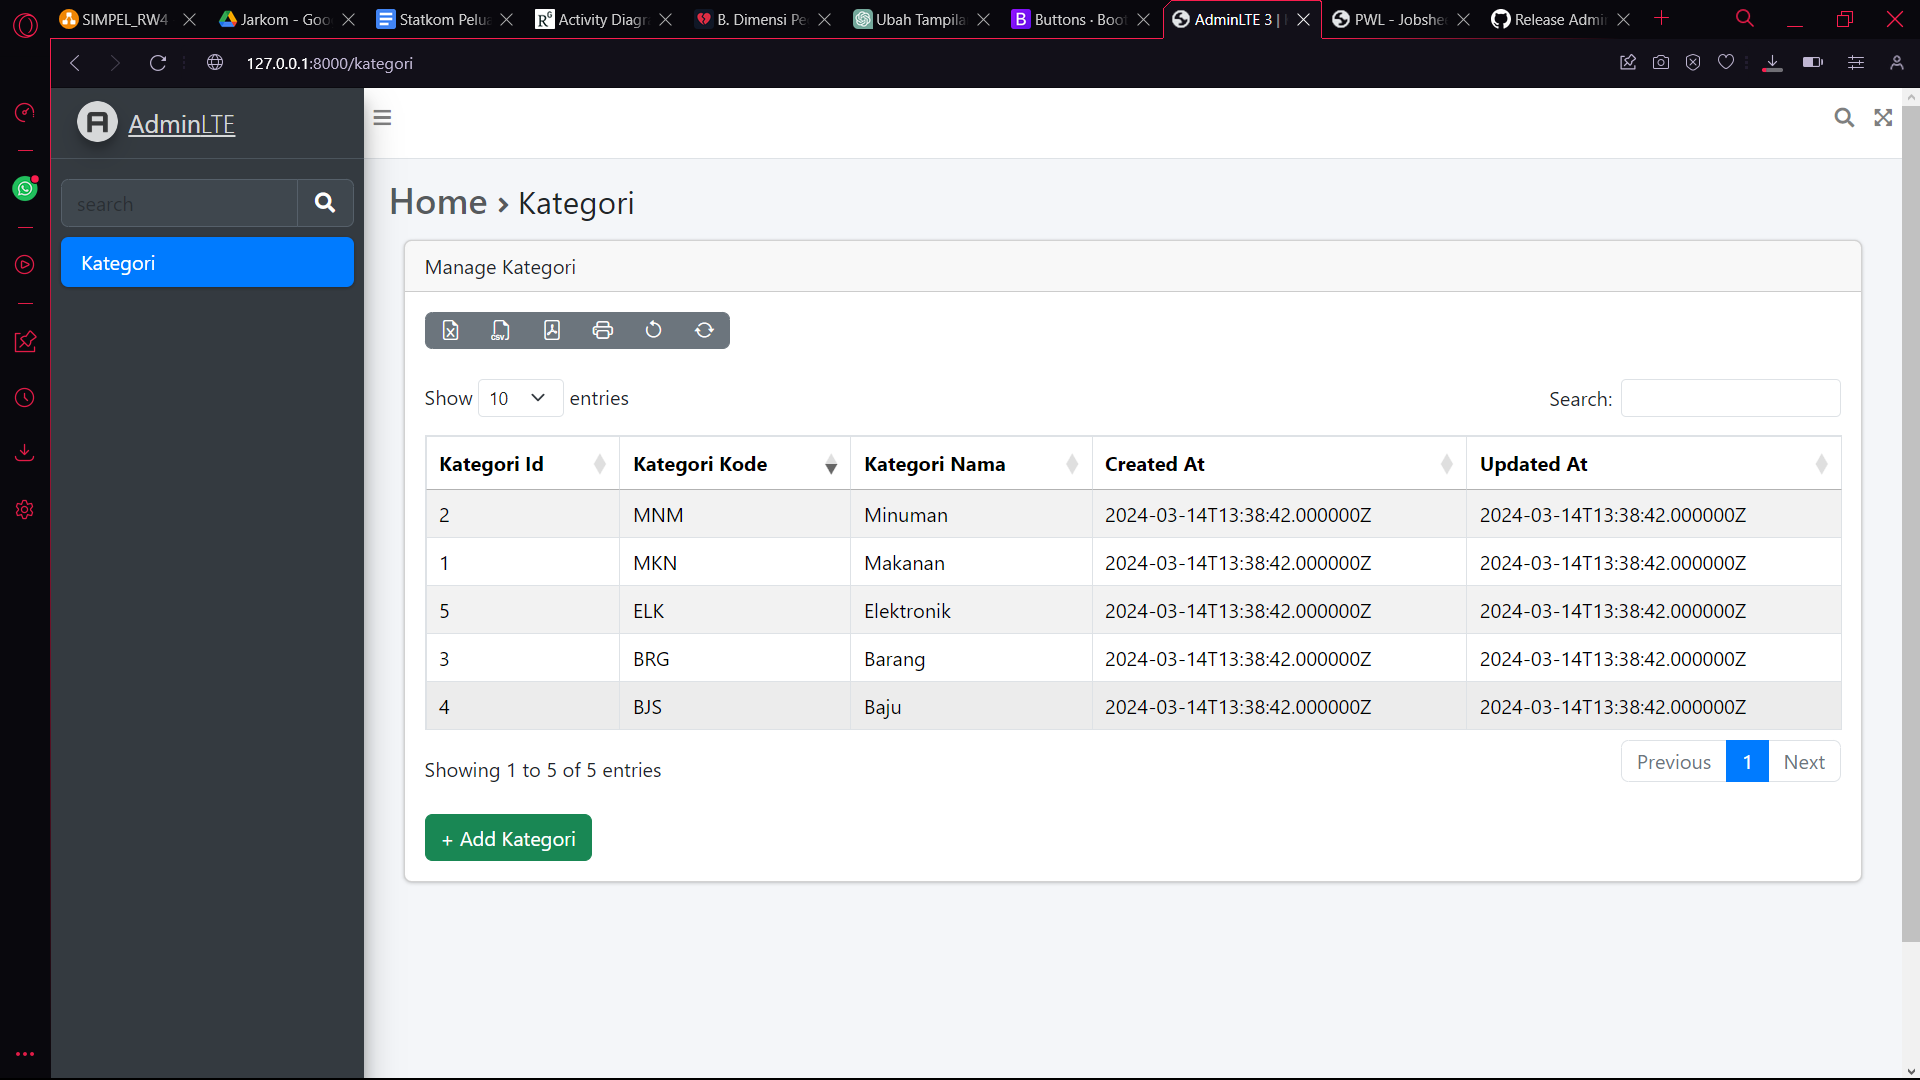 SIMPEL_RW4
Jarkom - Goo
Statkom Pelua
Activity Diagr
B. Dimensi Pe
Ubah Tampila
Buttons · Boot
AdminLTE 3 |
PWL - Jobshe
Release Admi
127.0.0.1:8000/kategori
AdminLTE
search
Kategori
Home › Kategori
Manage Kategori
CSV
Show 10 entries
Search:
Kategori Id Kategori Kode Kategori Nama Created At Updated At
2 MNM Minuman 2024-03-14T13:38:42.000000Z 2024-03-14T13:38:42.000000Z
1 MKN Makanan 2024-03-14T13:38:42.000000Z 2024-03-14T13:38:42.000000Z
5 ELK Elektronik 2024-03-14T13:38:42.000000Z 2024-03-14T13:38:42.000000Z
3 BRG Barang 2024-03-14T13:38:42.000000Z 2024-03-14T13:38:42.000000Z
4 BJS Baju 2024-03-14T13:38:42.000000Z 2024-03-14T13:38:42.000000Z
Showing 1 to 5 of 5 entries
Previous 1 Next
+ Add Kategori